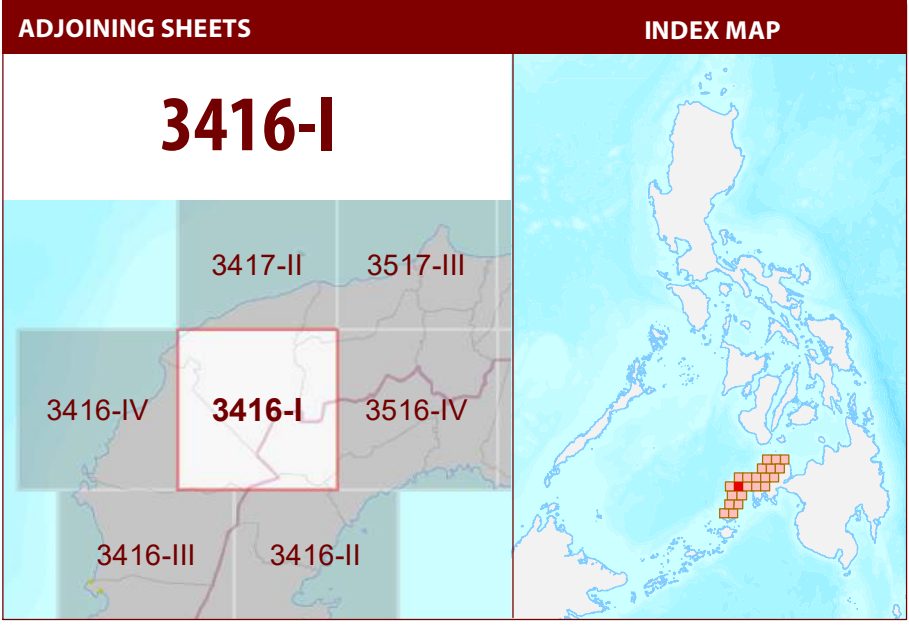 ADJOINING SHEETS
INDEX MAP
3416-I
3417-II
3517-III
3416-IV
3416-I
3516-IV
3416-III
3416-II